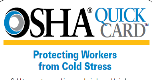 OSHA® QUICK
CARD™
Protecting Workers
from Cold Stress